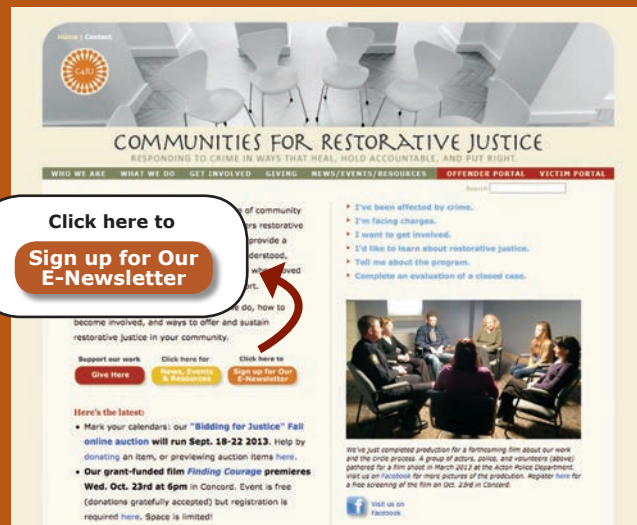 Home | Contact
C4RJ
COMMUNITIES FOR RESTORATIVE JUSTICE
RESPONDING TO CRIME IN WAYS THAT HEAL, HOLD ACCOUNTABLE, AND PUT RIGHT.
WHO WE ARE WHAT WE DO GET INVOLVED GIVING NEWS/EVENTS/RESOURCES OFFENDER PORTAL VICTIM PORTAL
Search
Click here to
Sign up for Our
E-Newsletter
of community
restorative
provide a
do, how to
become involved, and ways to offer and sustain
restorative justice in your community.
Support our work
Give Here
Click here for
News, Events
& Resources
Click here to
Sign up for Our
E-Newsletter
Here's the latest:
• Mark your calendars: our "Bidding for Justice" Fall
online auction will run Sept. 18-22 2013. Help by
donating an item, or previewing auction items here.
• Our grant-funded film Finding Courage premieres
Wed. Oct. 23rd at 6pm in Concord. Event is free
(donations gratefully accepted) but registration is
required here. Space is limited!
I've been affected by crime.
I'm facing charges.
I want to get involved.
I'd like to learn about restorative justice.
Tell me about the program.
Complete an evaluation of a closed case.
We've just completed production for a forthcoming film about our work
and the circle process. A group of actors, police, and volunteers (above)
gathered for a film shoot in March 2013 at the Acton Police Department.
Visit us on Facebook for more pictures of the production. Register here for
a free screening of the film on Oct. 23rd in Concord.
f
Visit us on
Facebook